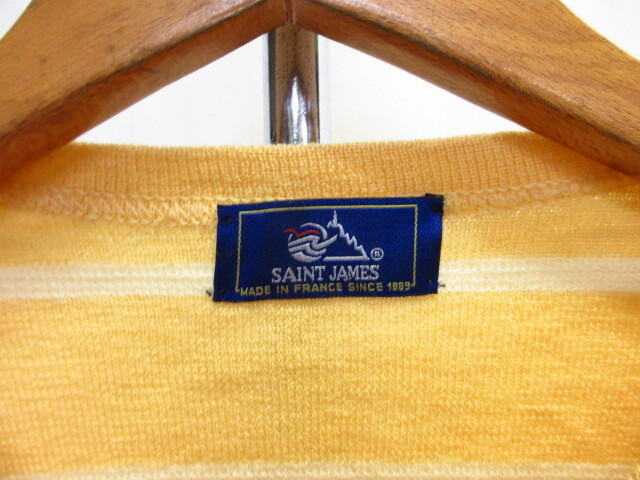 ®
SAINT JAMES
MADE IN FRANCE SINCE 1889